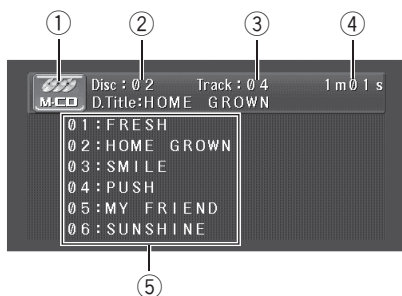 ① ② ③ ④
M-CD Disc:02 Track:04 1m01s
D.Title:HOME GROWN
01:FRESH
02:HOME GROWN
03:SMILE
04:PUSH
05:MY FRIEND
06:SUNSHINE
⑤